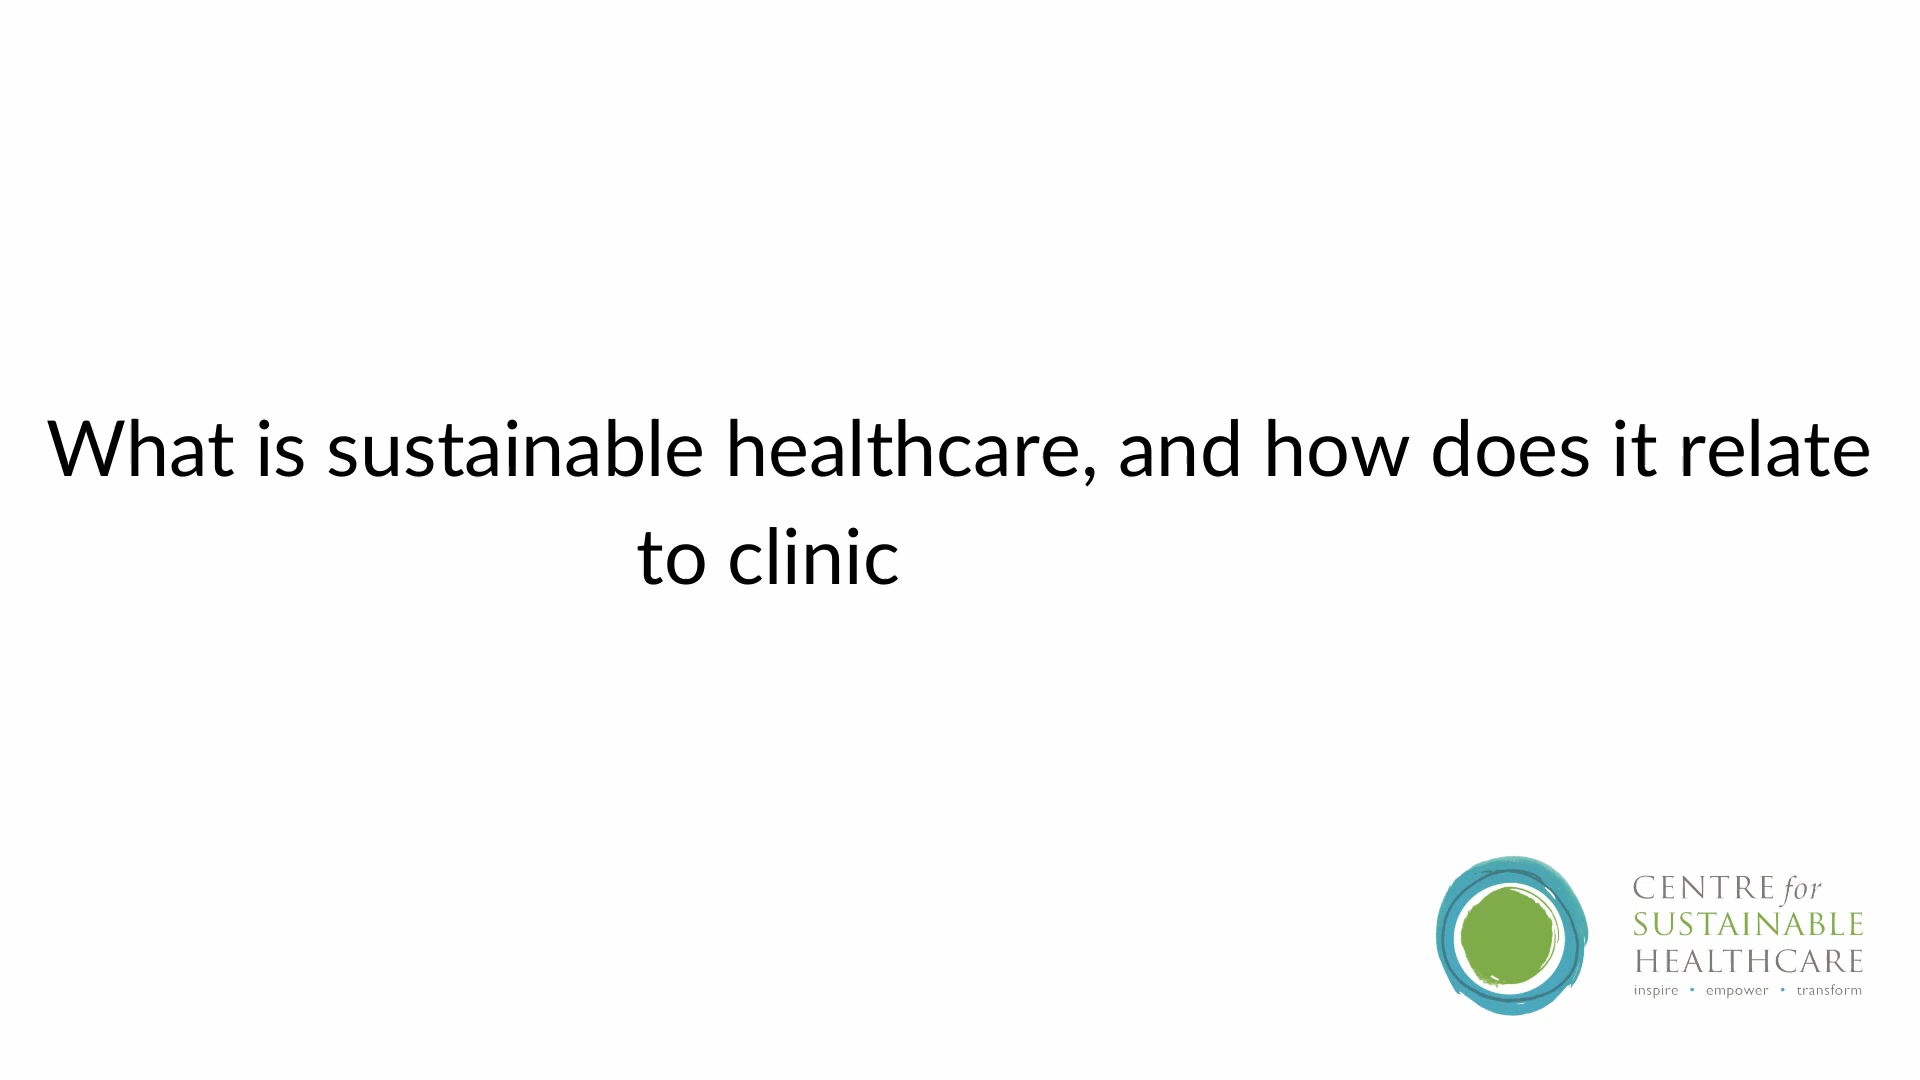 What is sustainable healthcare, and how does it relate
to clinic
CENTRE for
SUSTAINABLE
HEALTHCARE
inspire • empower • transform